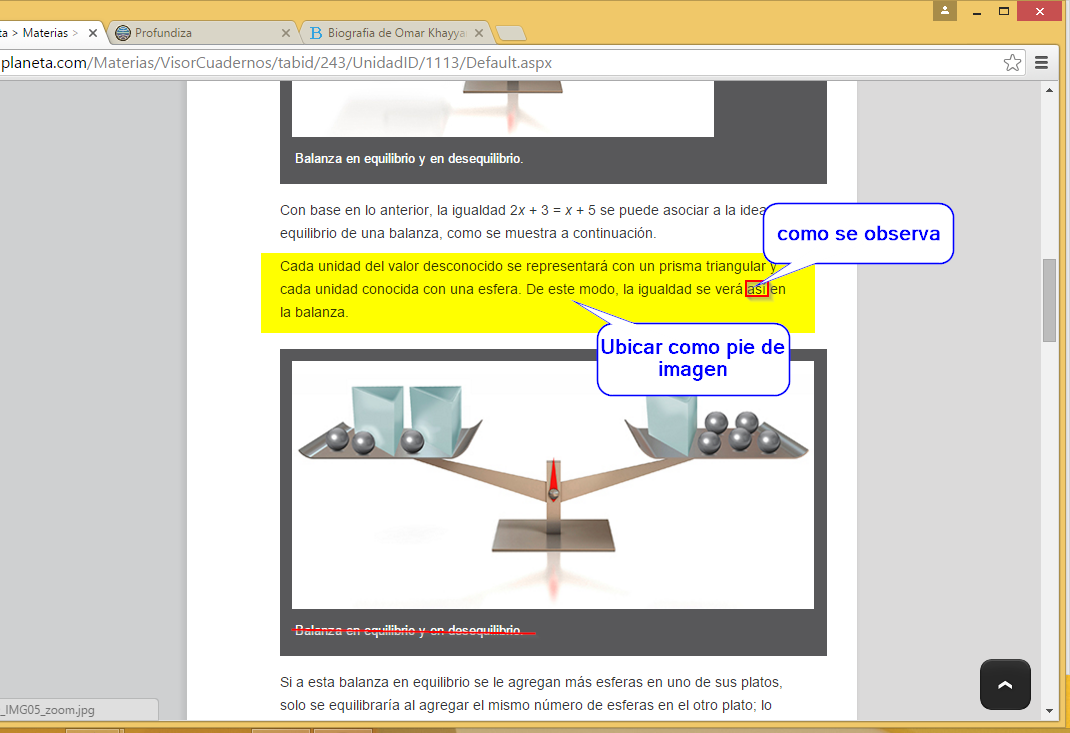 ta > Materias >
Profundiza
B Biografia de Omar Khayya
planeta.com/Materias/VisorCuadernos/tabid/243/UnidadID/1113/Default.aspx
Balanza en equilibrio y en desequilibrio.
Con base en lo anterior, la igualdad 2x + 3 = x + 5 se puede asociar a la idea
equilibrio de una balanza, como se muestra a continuación.
como se observa
Cada unidad del valor desconocido se representará con un prisma triangular y
cada unidad conocida con una esfera. De este modo, la igualdad se verá así en
la balanza.
Ubicar como pie de
imagen
Balanza en equilibrio y en desequilibrio.
Si a esta balanza en equilibrio se le agregan más esferas en uno de sus platos,
solo se equilibraría al agregar el mismo número de esferas en el otro plato; lo
_IMG05_zoom.jpg